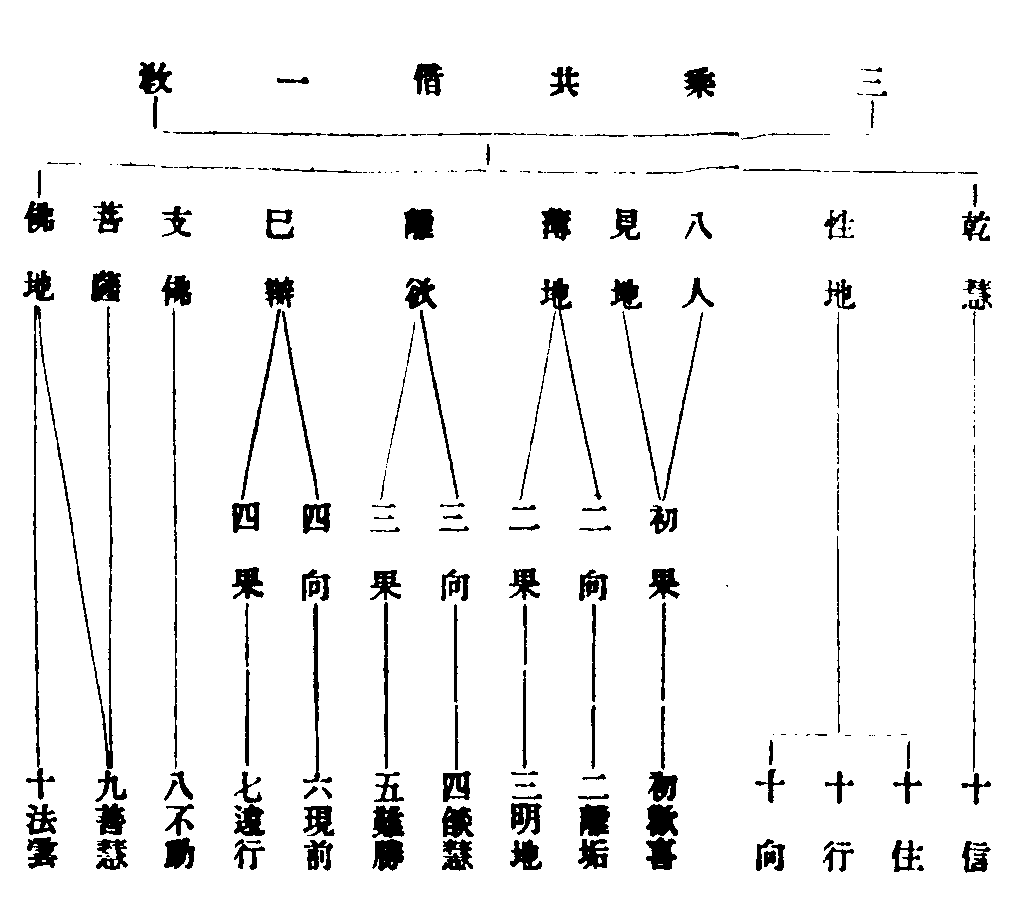 三乘共借一教
乾慧
性地
八人
見地
薄地
離欲
已辦
支佛
菩薩
佛地
初果
二向
二果
三向
三果
四向
四果
十信
十住
十行
十向
初歡喜
二離垢
三明地
四燄慧
五難勝
六現前
七遠行
八不動
九善慧
十法雲